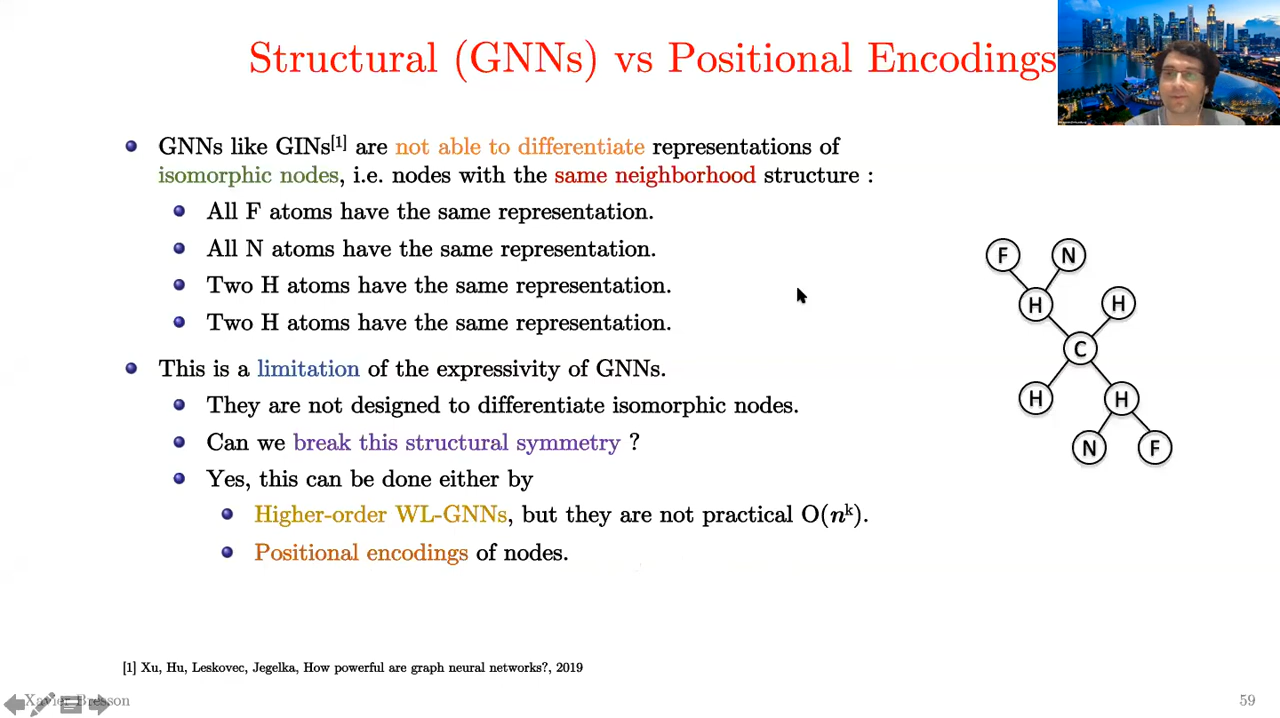 Structural (GNNs) vs Positional Encodings
GNNs like GINs[1] are not able to differentiate representations of
isomorphic nodes, i.e. nodes with the same neighborhood structure :
All F atoms have the same representation.
All N atoms have the same representation.
Two H atoms have the same representation.
Two H atoms have the same representation.
This is a limitation of the expressivity of GNNs.
They are not designed to differentiate isomorphic nodes.
Can we break this structural symmetry ?
Yes, this can be done either by
Higher-order WL-GNNs, but they are not practical O(n^k).
Positional encodings of nodes.
F N
H H
C
H H
N F
[1] Xu, Hu, Leskovec, Jegelka, How powerful are graph neural networks?, 2019
Xavier Bresson
59